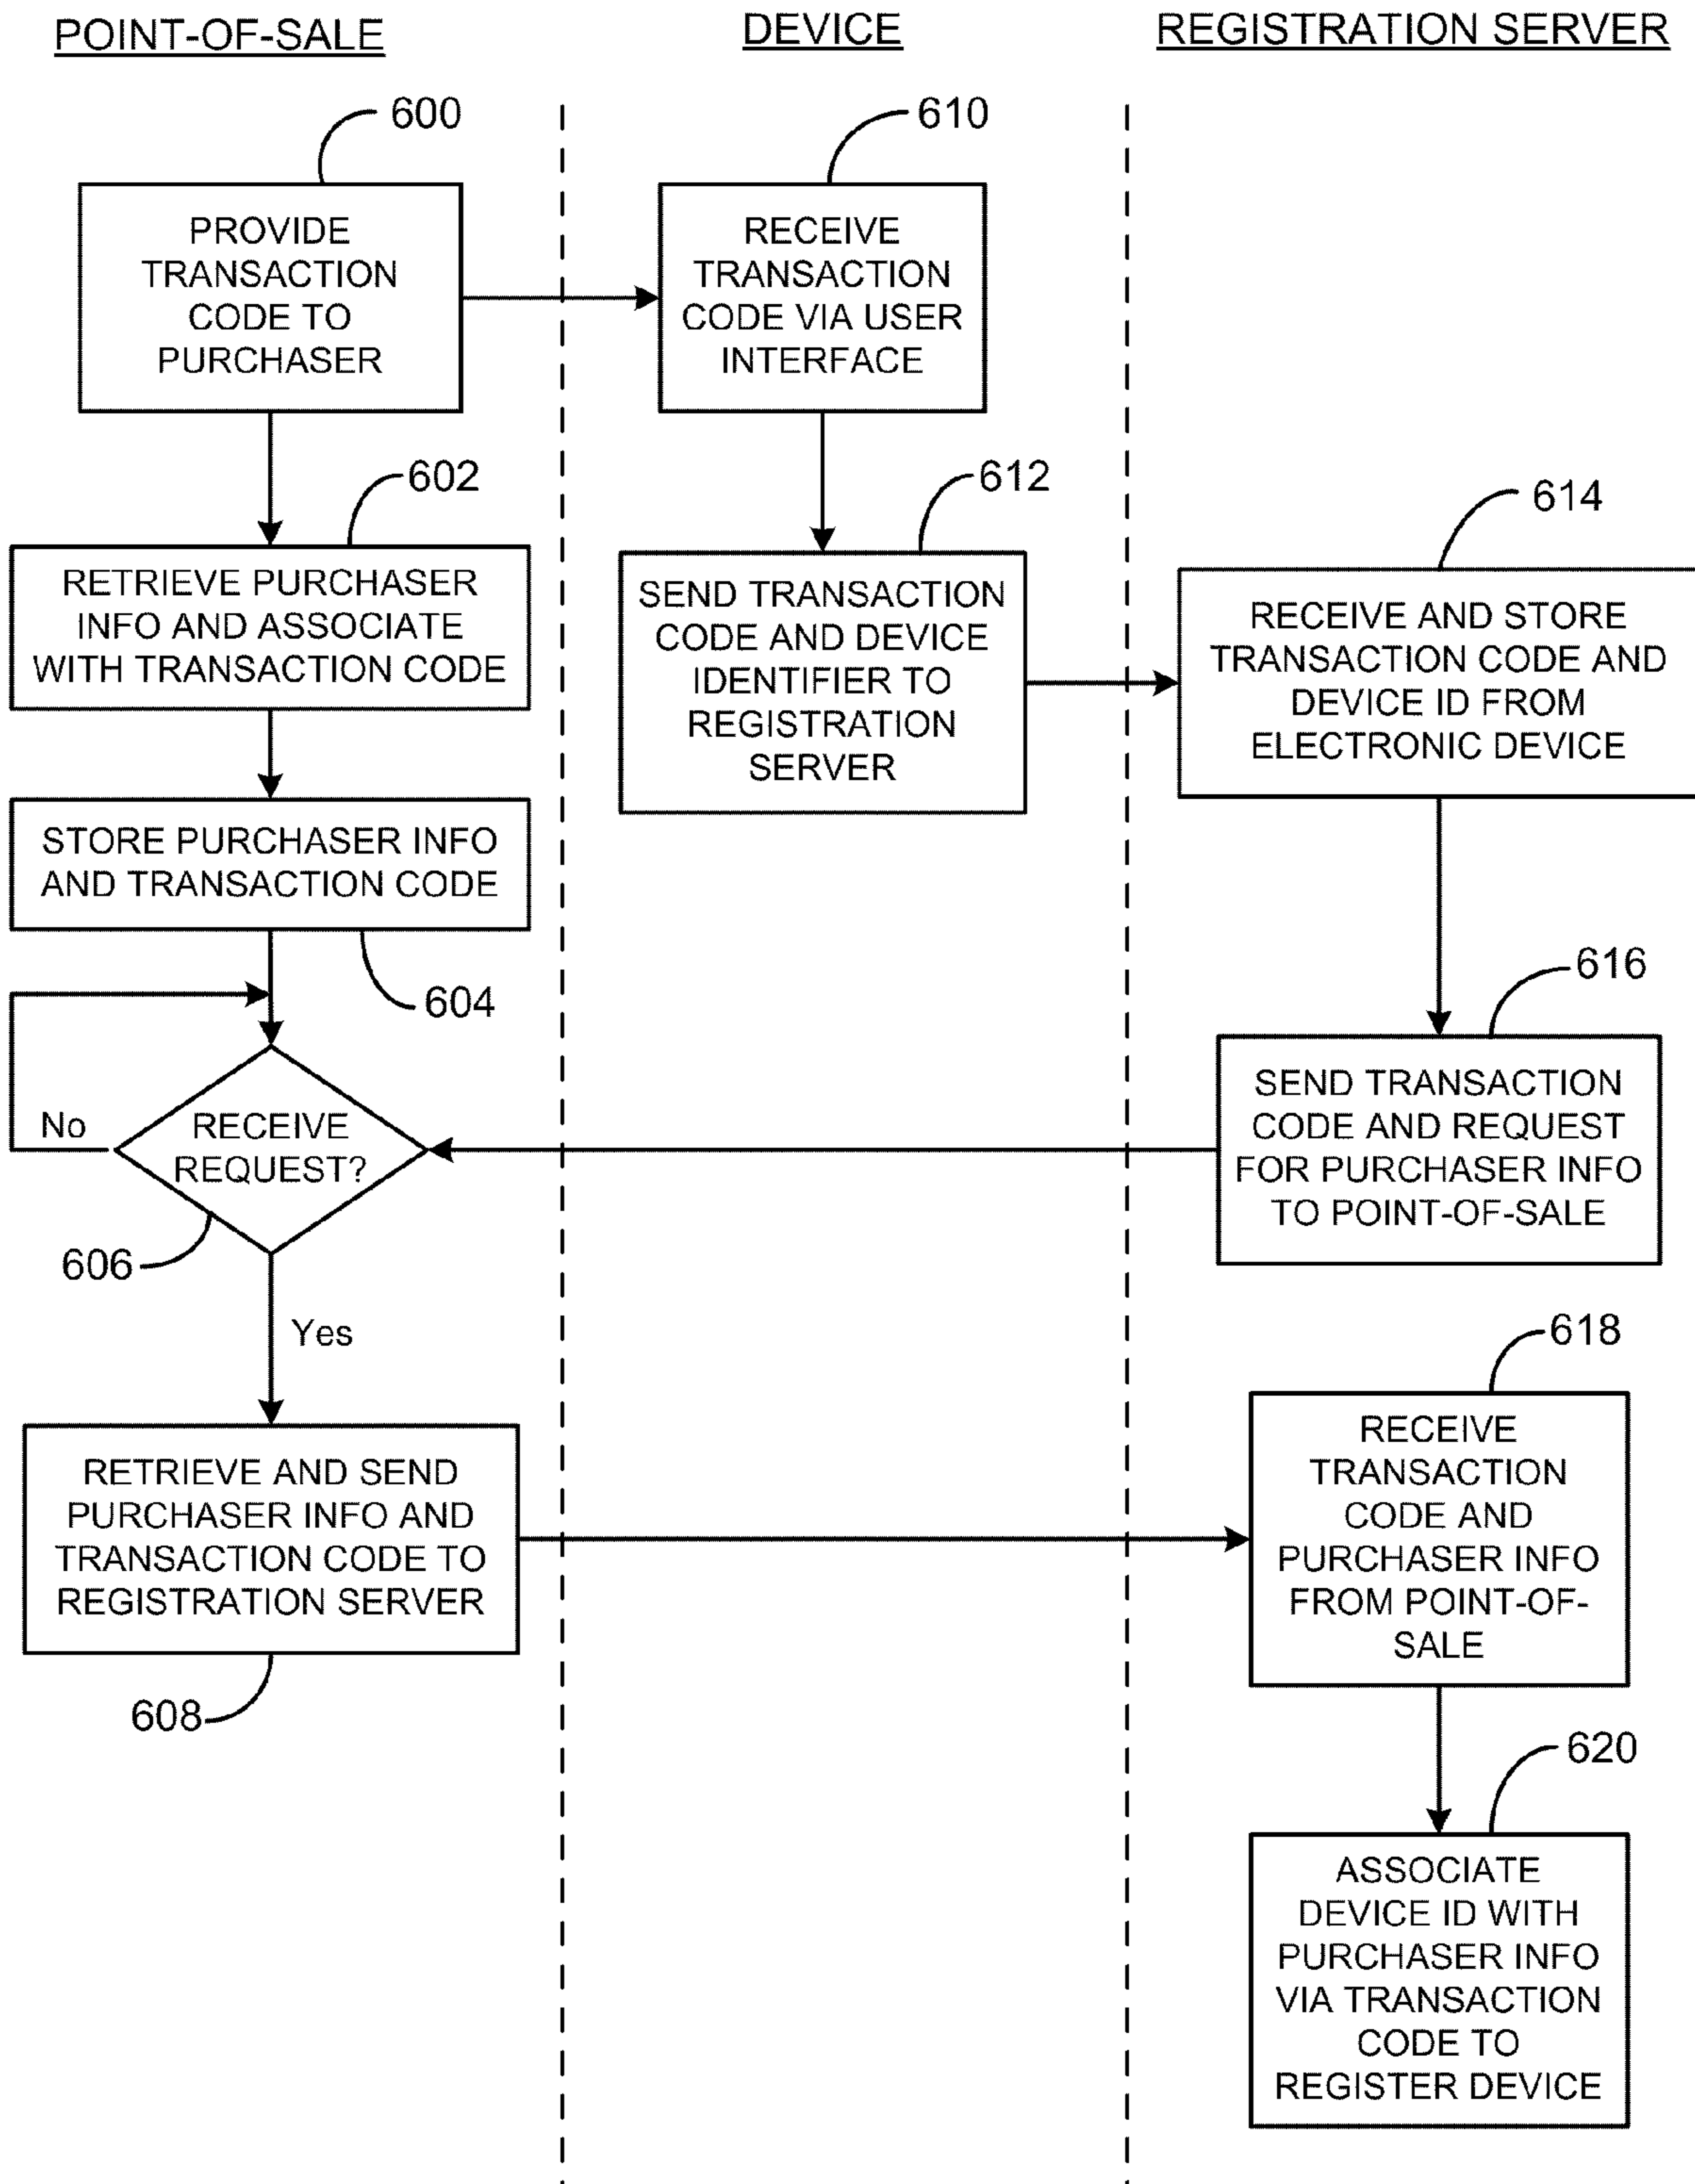 POINT-OF-SALE
DEVICE
REGISTRATION SERVER
600
PROVIDE
TRANSACTION
CODE TO
PURCHASER
610
RECEIVE
TRANSACTION
CODE VIA USER
INTERFACE
602
RETRIEVE PURCHASER
INFO AND ASSOCIATE
WITH TRANSACTION CODE
612
SEND TRANSACTION
CODE AND DEVICE
IDENTIFIER TO
REGISTRATION
SERVER
614
RECEIVE AND STORE
TRANSACTION CODE AND
DEVICE ID FROM
ELECTRONIC DEVICE
STORE PURCHASER INFO
AND TRANSACTION CODE
604
616
SEND TRANSACTION
CODE AND REQUEST
FOR PURCHASER INFO
TO POINT-OF-SALE
No
RECEIVE
REQUEST?
606
Yes
618
RECEIVE
TRANSACTION
CODE AND
PURCHASER INFO
FROM POINT-OF-
SALE
RETRIEVE AND SEND
PURCHASER INFO AND
TRANSACTION CODE TO
REGISTRATION SERVER
608
620
ASSOCIATE
DEVICE ID WITH
PURCHASER INFO
VIA TRANSACTION
CODE TO
REGISTER DEVICE